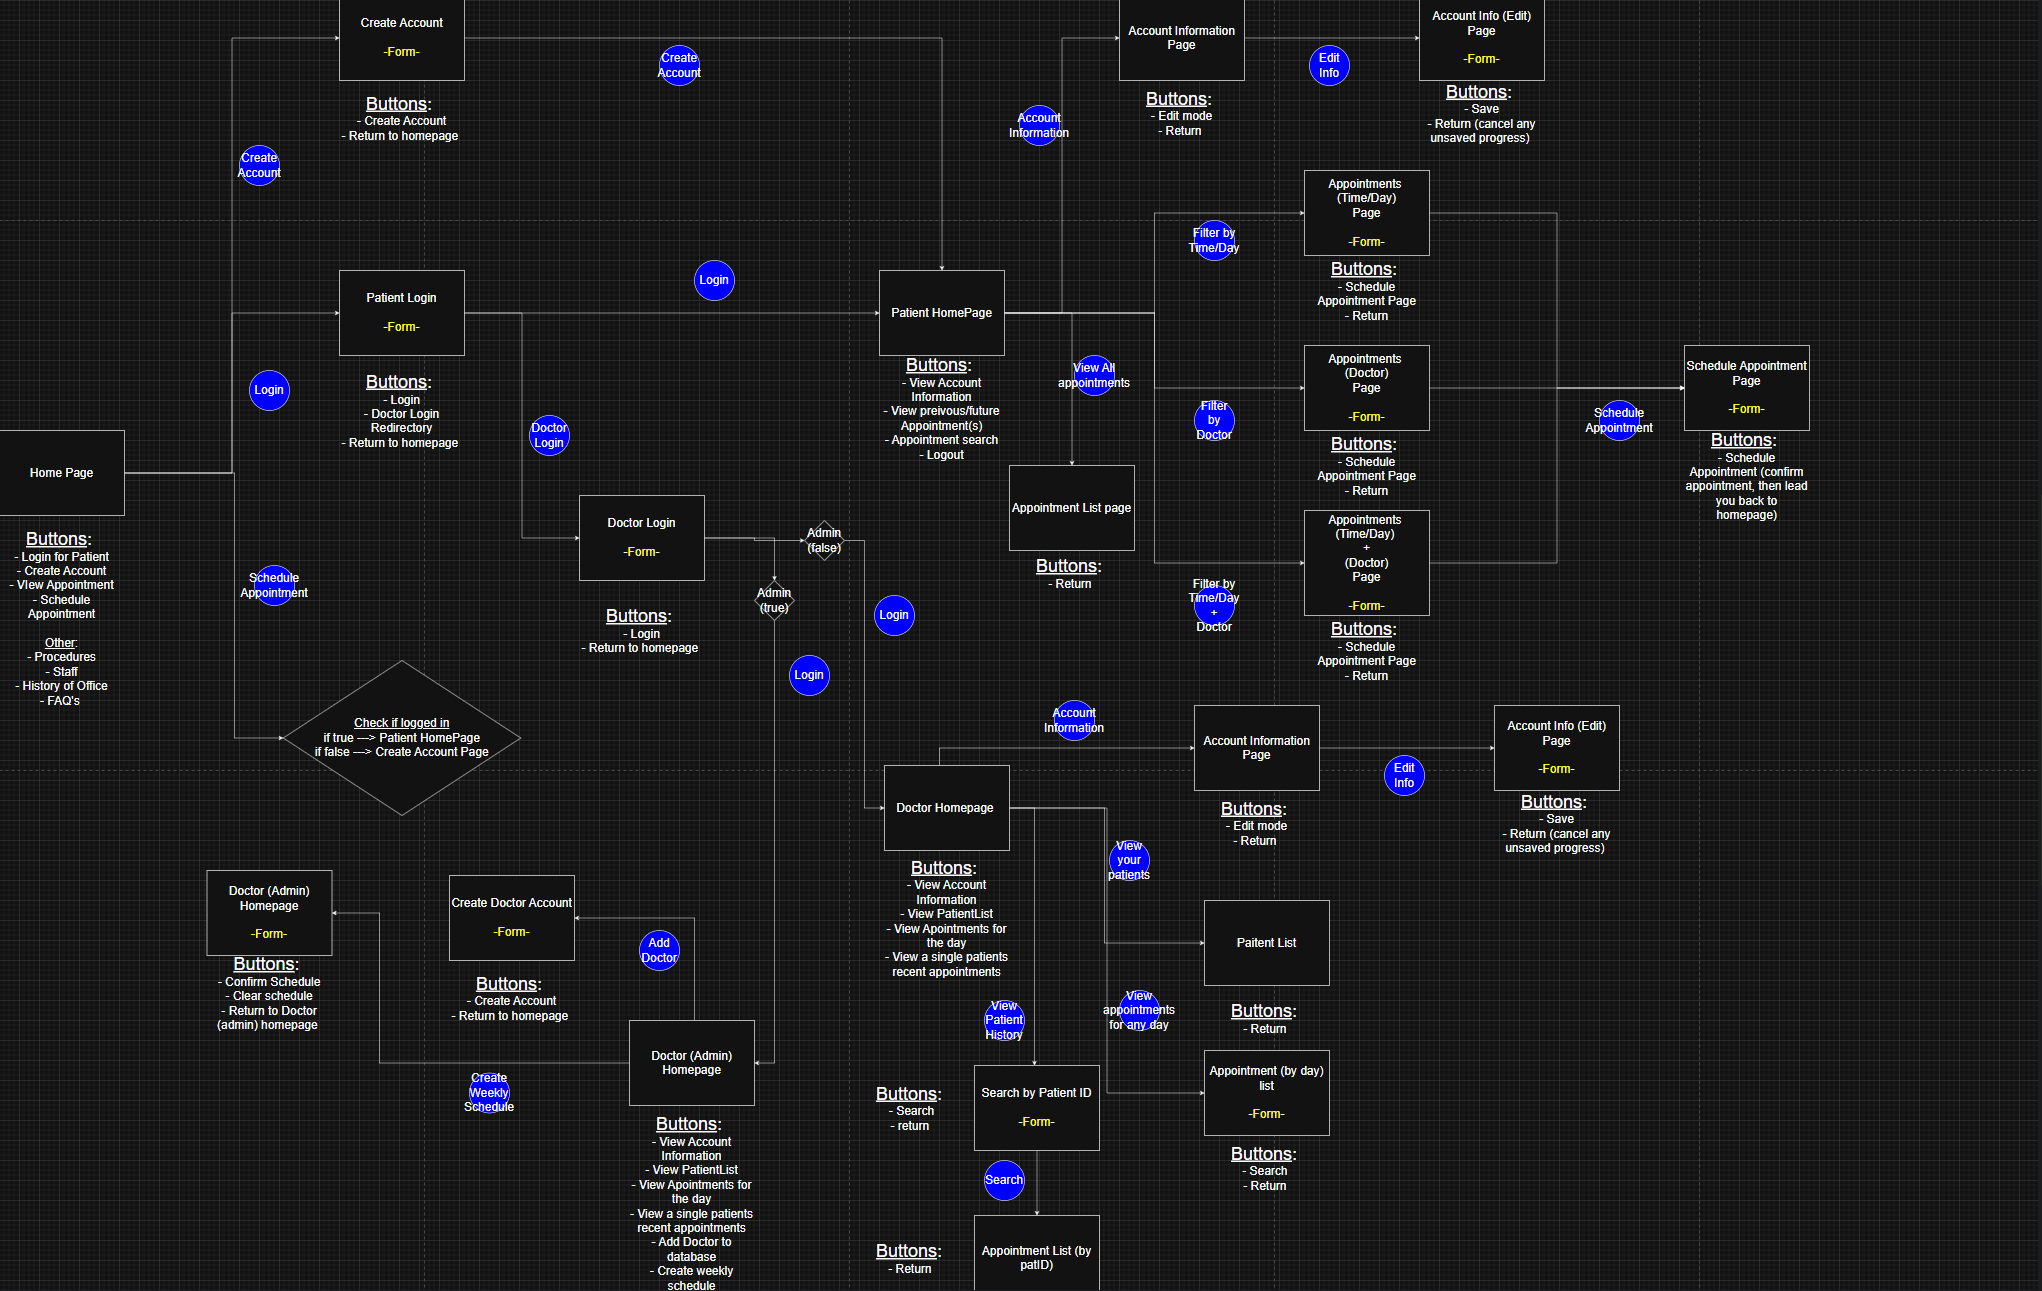 Create Account
-Form-
Buttons:
- Create Account
- Return to homepage
Create
Account
Create
Account
Account Information
Page
Buttons:
- Edit mode
- Return
Account
Information
Edit
Info
Account Info (Edit)
Page
-Form-
Buttons:
- Save
- Return (cancel any
unsaved progress)
Patient Login
-Form-
Buttons:
- Login
- Doctor Login
Redirectory
- Return to homepage
Login
Login
Doctor
Login
Patient HomePage
Buttons:
- View Account
Information
- View preivous/future
Appointment(s)
- Appointment search
- Logout
View All
appointments
Appointment List page
Buttons:
- Return
Filter by
Time/Day
Appointments
(Time/Day)
Page
-Form-
Buttons:
- Schedule
Appointment Page
- Return
Filter
by
Doctor
Appointments
(Doctor)
Page
-Form-
Buttons:
- Schedule
Appointment Page
- Return
Filter by
Time/Day
+
Doctor
Appointments
(Time/Day)
+
(Doctor)
Page
-Form-
Buttons:
- Schedule
Appointment Page
- Return
Schedule
Appointment
Schedule Appointment
Page
-Form-
Buttons:
- Schedule
Appointment (confirm
appointment, then lead
you back to
homepage)
Home Page
Buttons:
- Login for Patient
- Create Account
- VIew Appointment
- Schedule
Appointment
Other:
- Procedures
- Staff
- History of Office
- FAQ's
Schedule
Appointment
Check if logged in
if true ---> Patient HomePage
if false ---> Create Account Page
Doctor Login
-Form-
Buttons:
- Login
- Return to homepage
Admin
(false)
Admin
(true)
Login
Login
Doctor Homepage
Buttons:
- View Account
Information
- View PatientList
- View Apointments for
the day
- View a single patients
recent appointments
Account
Information
Account Information
Page
Buttons:
- Edit mode
- Return
Edit
Info
Account Info (Edit)
Page
-Form-
Buttons:
- Save
- Return (cancel any
unsaved progress)
View
your
patients
Paitent List
Buttons:
- Return
View
appointments
for any day
Appointment (by day)
list
-Form-
Buttons:
- Search
- Return
View
Patient
History
Search by Patient ID
-Form-
Buttons:
- Search
- return
Search
Appointment List (by
patID)
Buttons:
- Return
Doctor (Admin)
Homepage
-Form-
Buttons:
- Confirm Schedule
- Clear schedule
- Return to Doctor
(admin) homepage
Create Doctor Account
-Form-
Buttons:
- Create Account
- Return to homepage
Add
Doctor
Create
Weekly
Schedule
Doctor (Admin)
Homepage
Buttons:
- View Account
Information
- View PatientList
- View Apointments for
the day
- View a single patients
recent appointments
- Add Doctor to
database
- Create weekly
schedule